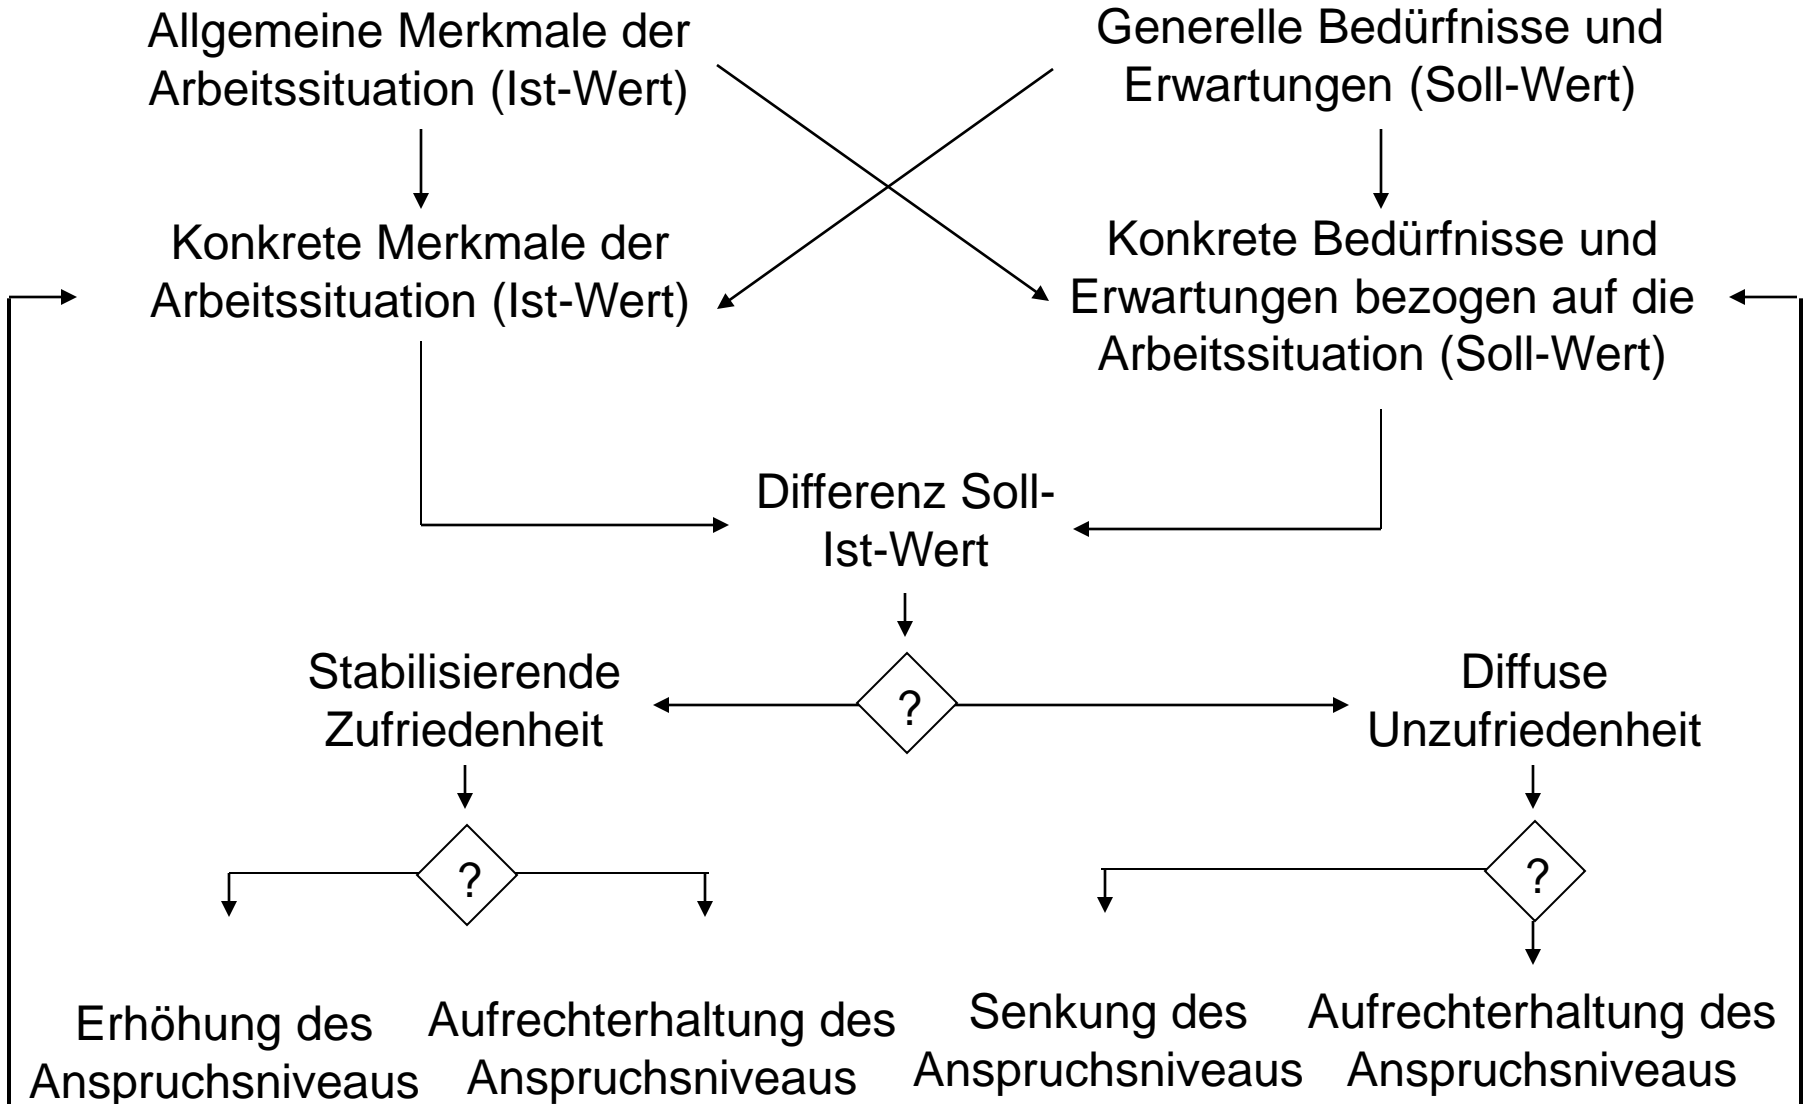 Allgemeine Merkmale der
Arbeitssituation (Ist-Wert)
Generelle Bedürfnisse und
Erwartungen (Soll-Wert)
Konkrete Merkmale der
Arbeitssituation (Ist-Wert)
Konkrete Bedürfnisse und
Erwartungen bezogen auf die
Arbeitssituation (Soll-Wert)
Differenz Soll-
Ist-Wert
Stabilisierende
Zufriedenheit
?
Diffuse
Unzufriedenheit
?
?
Erhöhung des
Anspruchsniveaus
Aufrechterhaltung des
Anspruchsniveaus
Senkung des
Anspruchsniveaus
Aufrechterhaltung des
Anspruchsniveaus